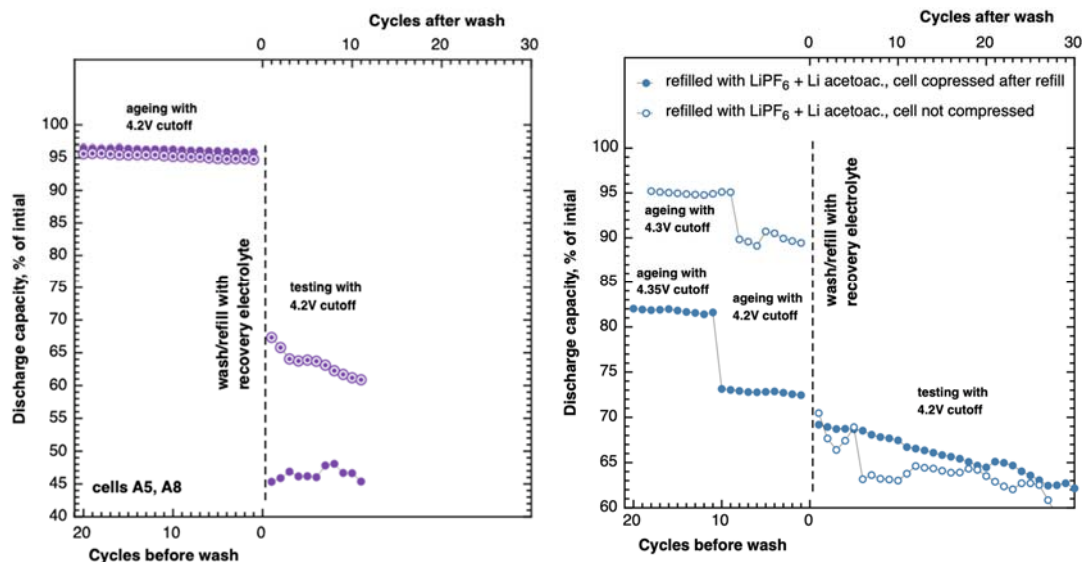 Cycles after wash
0 10 20 30
ageing with
4.2V cutoff
100
95
90
85
80
75
70
65
60
55
50
45
40
Discharge capacity, % of intial
wash/refill with
recovery electrolyte
testing with
4.2V cutoff
cells A5, A8
20 10 0
Cycles before wash
Cycles after wash
0 10 20 30
refilled with LiPF6 + Li acetoac., cell copressed after refill
refilled with LiPF6 + Li acetoac., cell not compressed
100
95
90
85
80
75
70
65
60
Discharge capacity, % of intial
ageing with
4.3V cutoff
wash/refill with
recovery electrolyte
ageing with
4.35V cutoff
ageing with
4.2V cutoff
testing with
4.2V cutoff
20 10 0
Cycles before wash